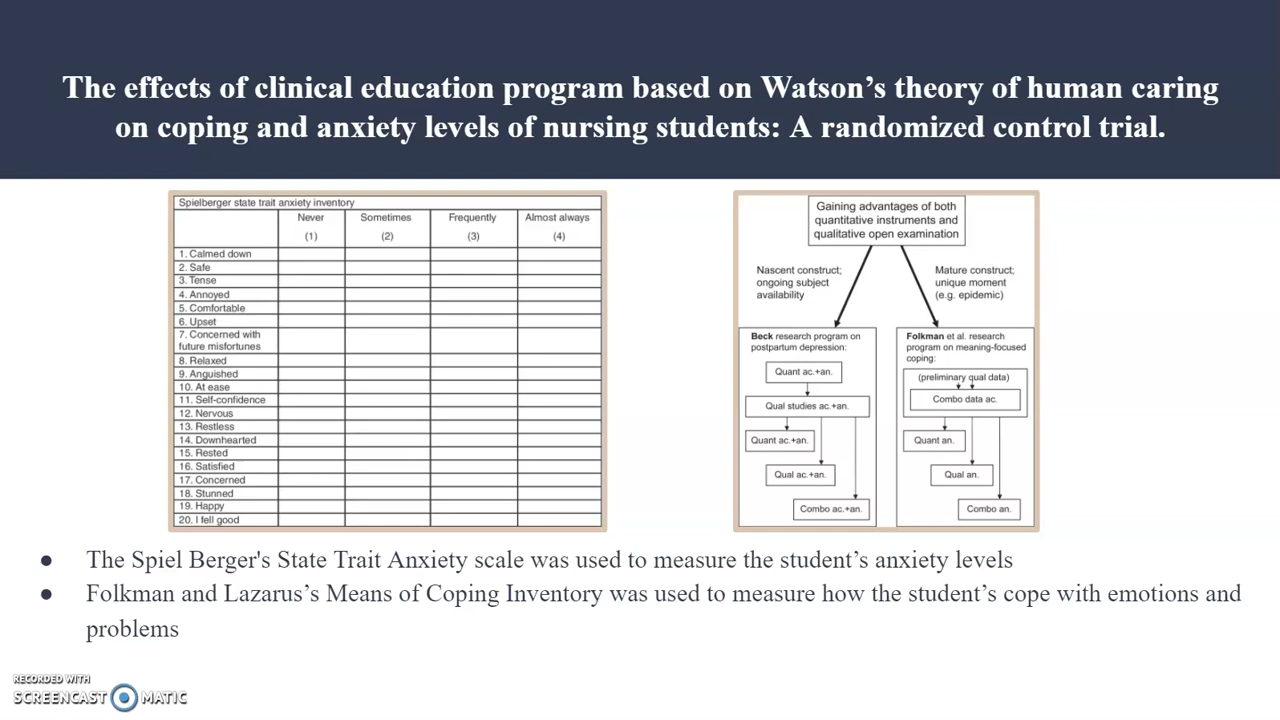 The effects of clinical education program based on Watson’s theory of human caring
on coping and anxiety levels of nursing students: A randomized control trial.
Spielberger state trait anxiety inventory
Never Sometimes Frequently Almost always
(1) (2) (3) (4)
1. Calmed down
2. Safe
3. Tense
4. Annoyed
5. Comfortable
6. Upset
7. Concerned with
future misfortunes
8. Relaxed
9. Anguished
10. At ease
11. Self-confidence
12. Nervous
13. Restless
14. Downhearted
15. Rested
16. Satisfied
17. Concerned
18. Stunned
19. Happy
20. I fell good
Gaining advantages of both
quantitative instruments and
qualitative open examination
Nascent construct;
ongoing subject
availability
Mature construct;
unique moment
(e.g. epidemic)
Beck research program on
postpartum depression:
Quant ac.+an.
Qual studies ac.+an.
Quant ac.+an.
Qual ac.+an.
Combo ac.+an.
Folkman et al. research
program on meaning-focused
coping:
(preliminary qual data)
Combo data ac.
Quant an.
Qual an.
Combo an.
● The Spiel Berger's State Trait Anxiety scale was used to measure the student’s anxiety levels
● Folkman and Lazarus’s Means of Coping Inventory was used to measure how the student’s cope with emotions and
problems
RECORDED WITH
SCREENCAST MATIC